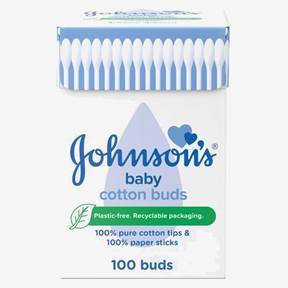 Johnson's
baby
cotton buds
Plastic-free. Recyclable packaging.
100% pure cotton tips &
100% paper sticks
100 buds